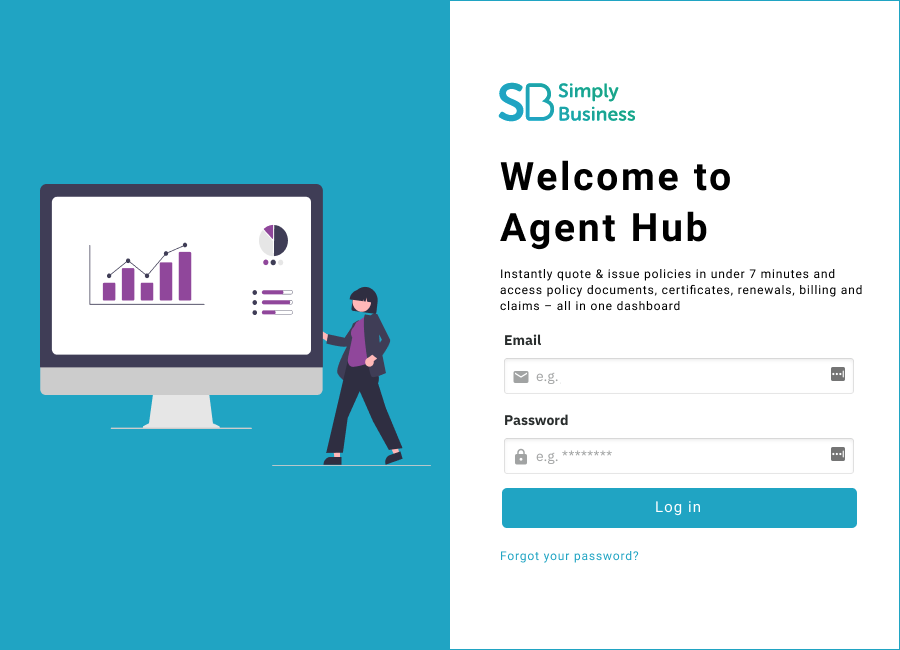 SB Simply
Business
Welcome to
Agent Hub
Instantly quote & issue policies in under 7 minutes and
access policy documents, certificates, renewals, billing and
claims – all in one dashboard
Email
e.g.
Password
e.g. ********
Log in
Forgot your password?